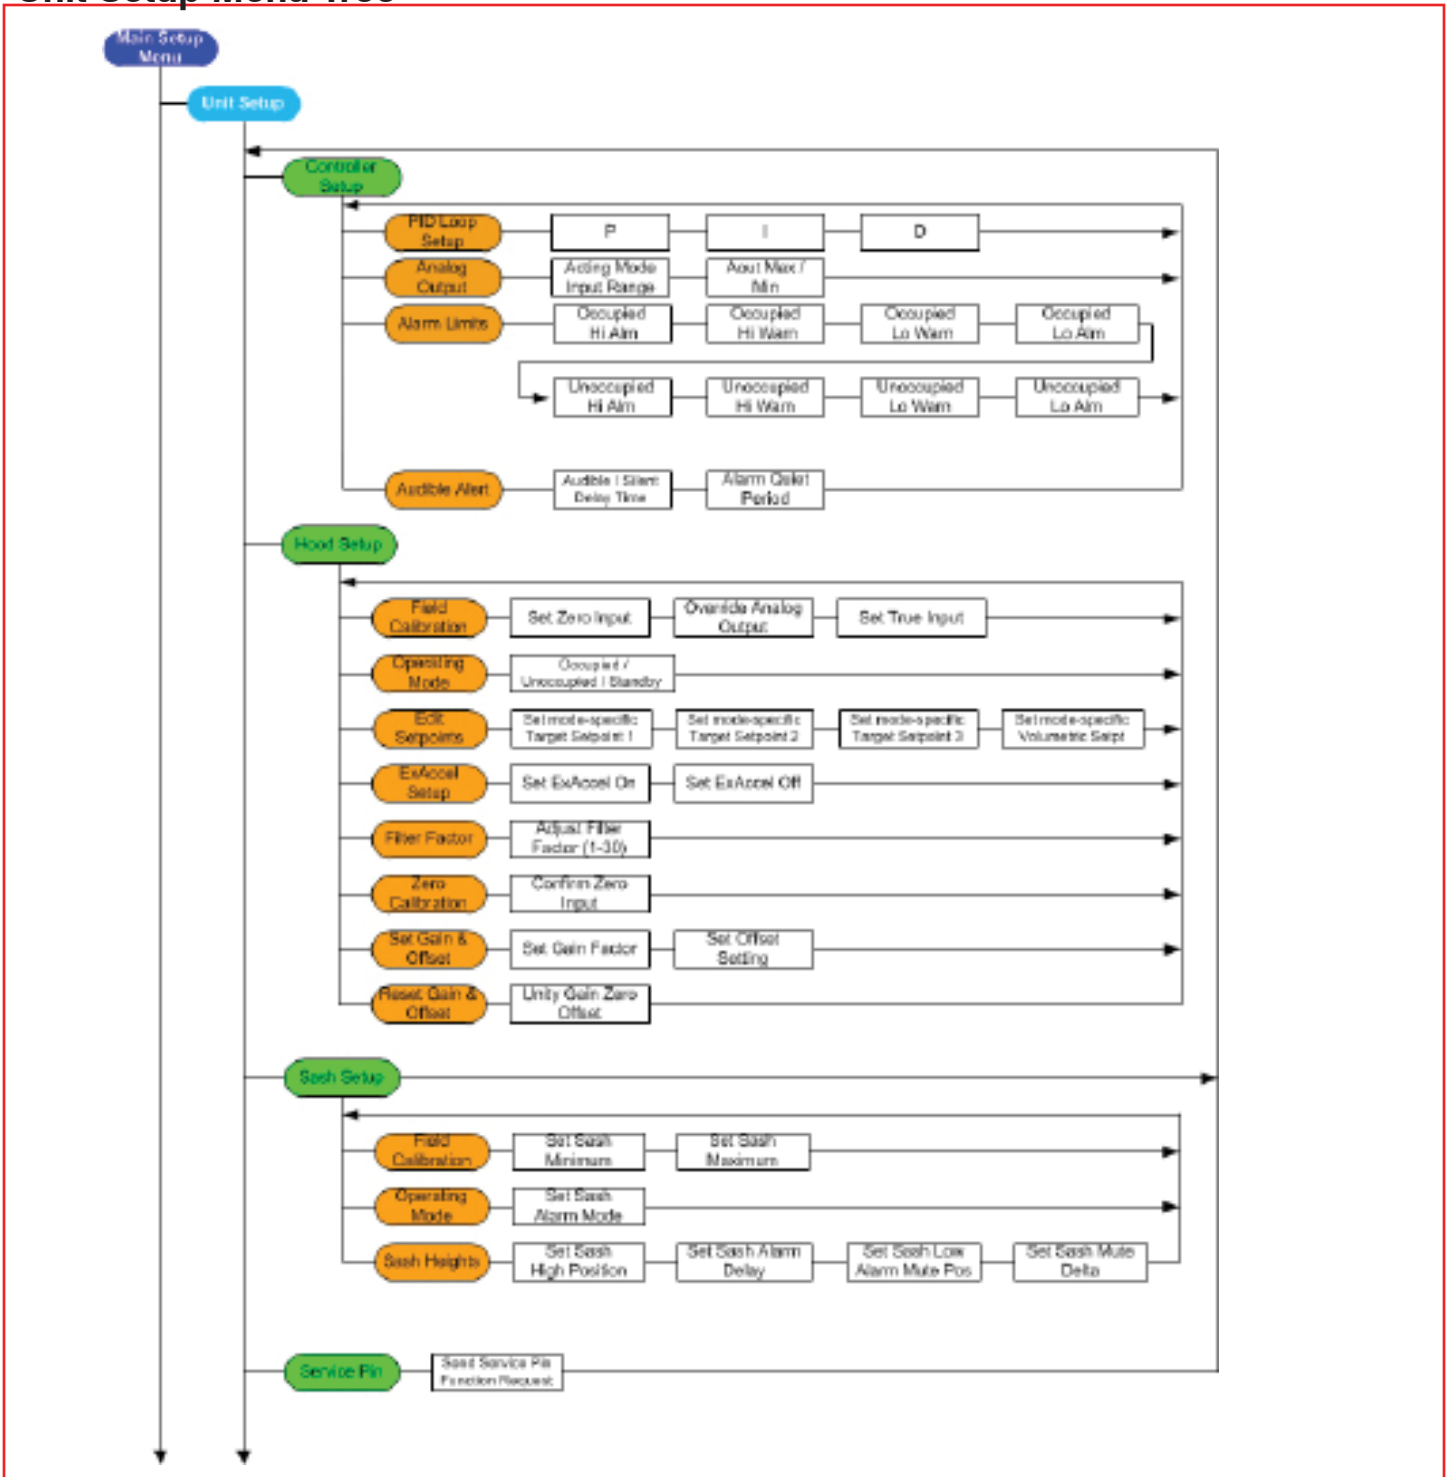 Unit Setup Menu Tree
Main Setup
Menu
Unit Setup
Controller
Setup
PID Loop
Setup
P
I
D
Analog
Output
Acting Mode
Input Range
Aout Max /
Min
Alarm Limits
Occupied
Hi Alm
Occupied
Hi Warn
Occupied
Lo Warn
Occupied
Lo Alm
Unoccupied
Hi Alm
Unoccupied
Hi Warn
Unoccupied
Lo Warn
Unoccupied
Lo Alm
Audible Alert
Audible / Silent
Delay Time
Alarm Quiet
Period
Hood Setup
Field
Calibration
Set Zero Input
Override Analog
Output
Set True Input
Operating
Mode
Occupied /
Unoccupied / Standby
Edit
Setpoints
Set mode-specific
Target Setpoint 1
Set mode-specific
Target Setpoint 2
Set mode-specific
Target Setpoint 3
Set mode-specific
Volumetric Setpt
ExAccel
Setup
Set ExAccel On
Set ExAccel Off
Filter Factor
Adjust Filter
Factor (1-30)
Zero
Calibration
Confirm Zero
Input
Set Gain &
Offset
Set Gain Factor
Set Offset
Setting
Reset Gain &
Offset
Unity Gain Zero
Offset
Sash Setup
Field
Calibration
Set Sash
Minimum
Set Sash
Maximum
Operating
Mode
Set Sash
Alarm Mode
Sash Heights
Set Sash
High Position
Set Sash Alarm
Delay
Set Sash Low
Alarm Mute Pos
Set Sash Mute
Delta
Service Pin
Send Service Pin
Function Request